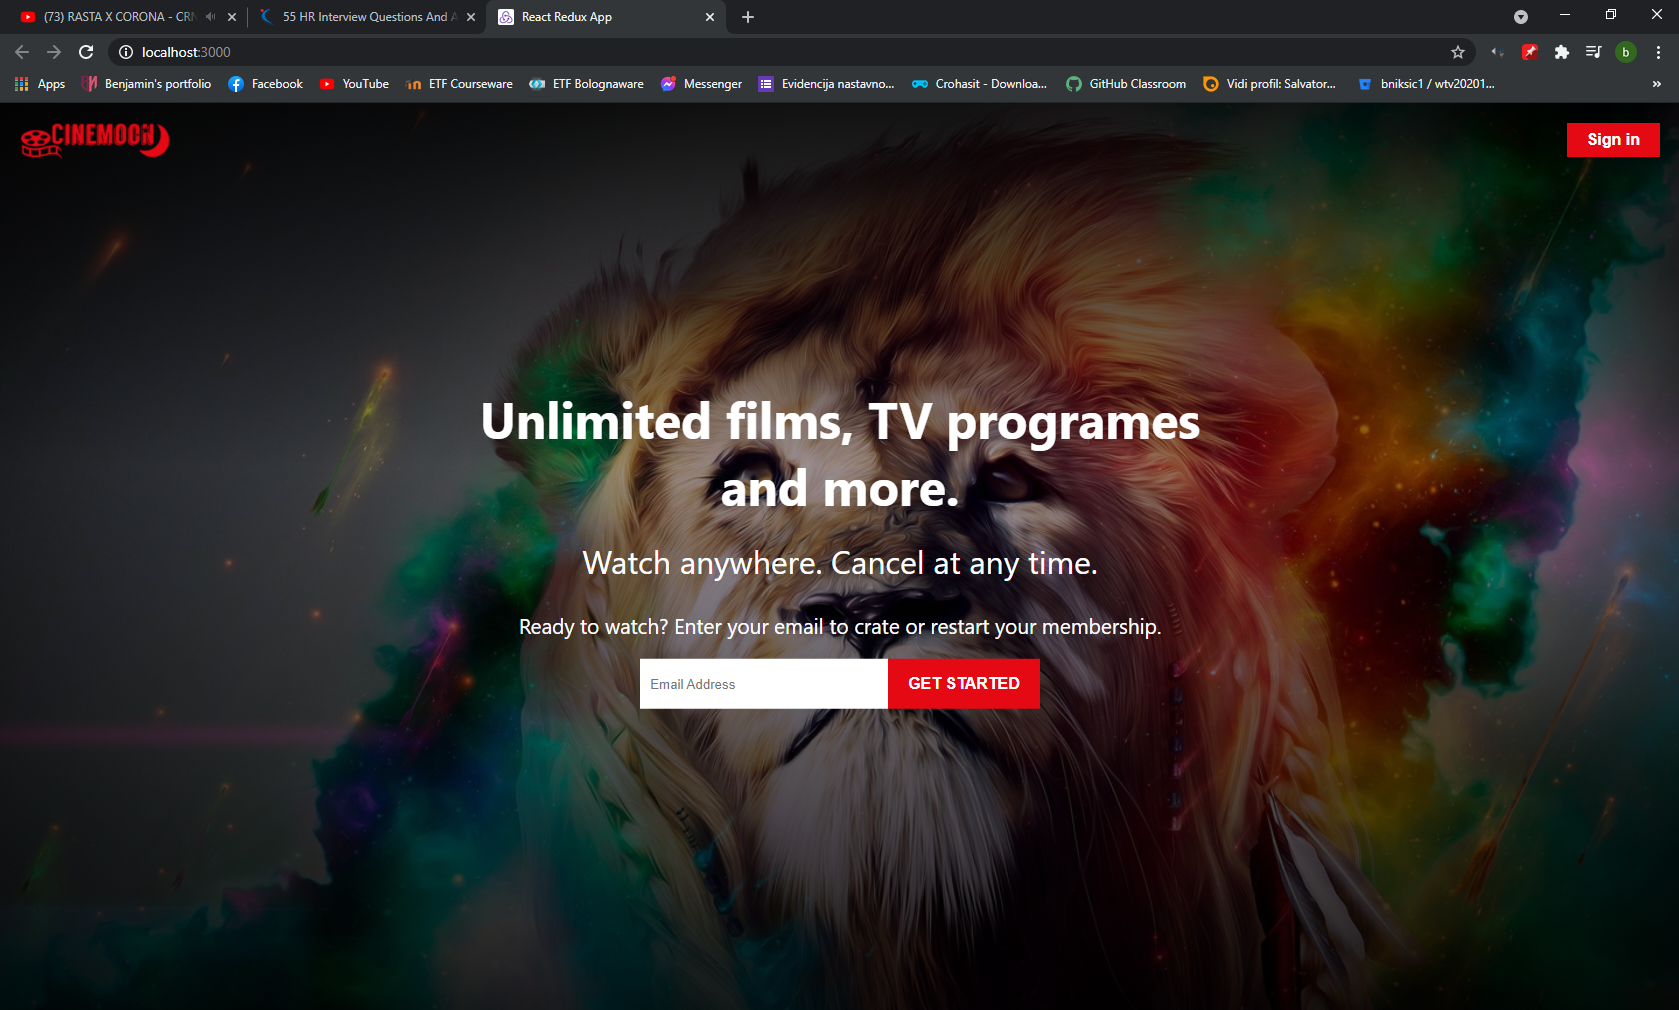 (73) RASTA X CORONA - CRN
55 HR Interview Questions And A
React Redux App
localhost:3000
b
Apps
Benjamin's portfolio
Facebook
YouTube
ETF Courseware
ETF Bolognaware
Messenger
Evidencija nastavno...
Crohasit - Downloa...
GitHub Classroom
Vidi profil: Salvator...
bniksic1 / wtv20201...
»
CINEMOON
Sign in
Unlimited films, TV programes
and more.
Watch anywhere. Cancel at any time.
Ready to watch? Enter your email to crate or restart your membership.
Email Address
GET STARTED